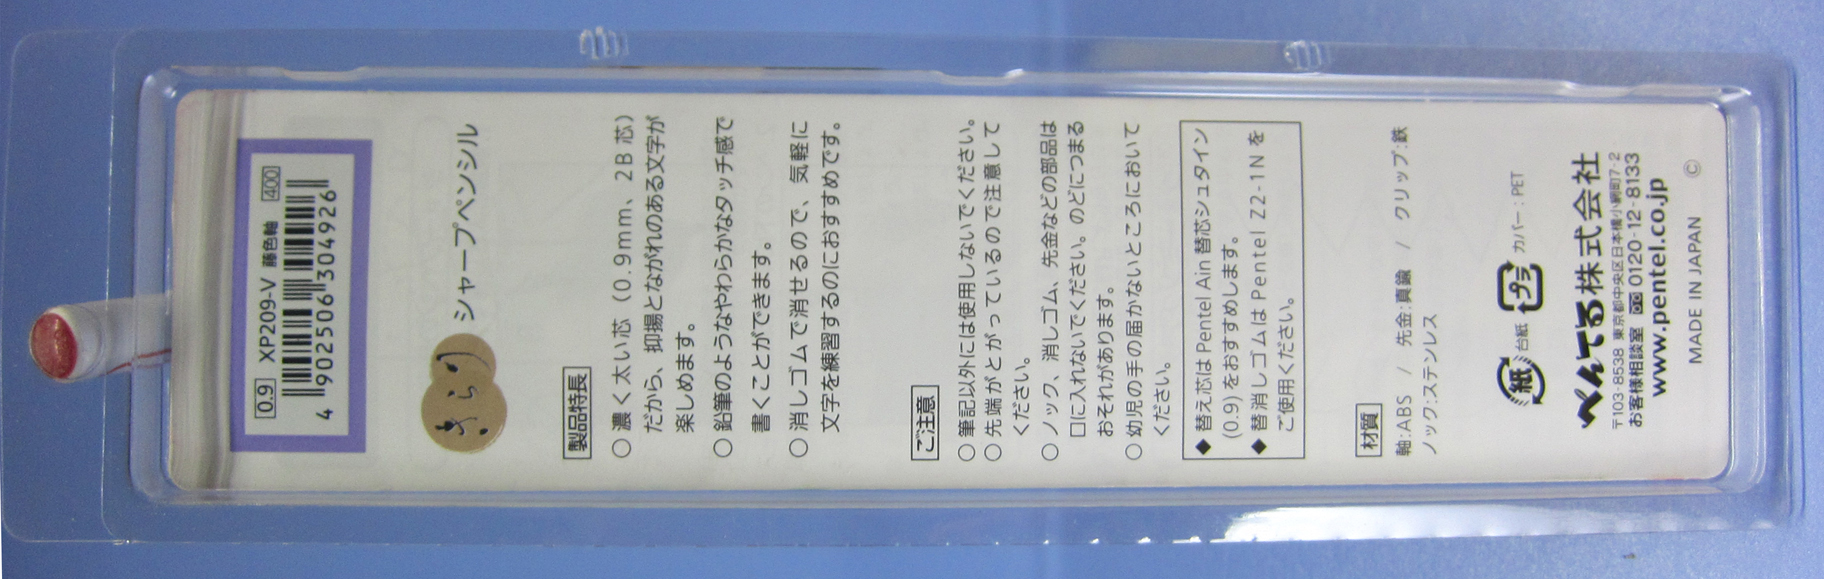 0.9 XP209-V 藤色軸 400
4 902506 304926
きらり シャープペンシル
製品特長
○濃く太い芯（0.9mm、2B芯）
だから、抑揚とながれのある文字が
楽しめます。
○鉛筆のようなやわらかなタッチ感で
書くことができます。
○消しゴムで消せるので、気軽に
文字を練習するのにおすすめです。
ご注意
○筆記以外には使用しないでください。
○先端がとがっているので注意して
ください。
○ノック、消しゴム、先金などの部品は
口に入れないでください。のどにつまる
おそれがあります。
○幼児の手の届かないところにおいて
ください。
◆替え芯はPentel Ain 替芯シュタイン
(0.9)をおすすめします。
◆替消しゴムはPentel Z2-1Nを
ご使用ください。
材質
軸:ABS / 先金:真鍮 / クリップ:鉄
ノック:ステンレス
紙 台紙 プラ カバー：PET
ぺんてる株式会社
〒103-8538 東京都中央区日本橋小網町7-2
お客様相談室 0120-12-8133
www.pentel.co.jp
MADE IN JAPAN ©